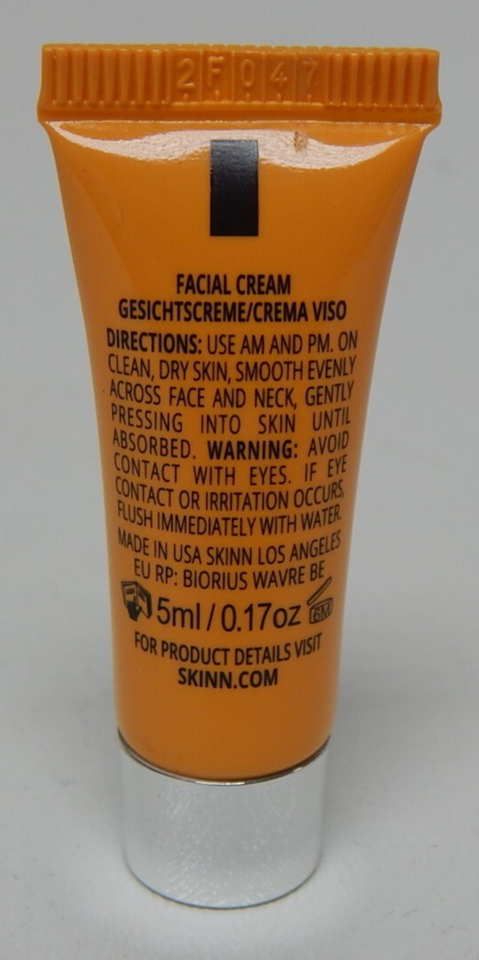 2F047
FACIAL CREAM
GESICHTSCREME/CREMA VISO
DIRECTIONS: USE AM AND PM. ON
CLEAN, DRY SKIN, SMOOTH EVENLY
ACROSS FACE AND NECK, GENTLY
PRESSING INTO SKIN UNTIL
ABSORBED. WARNING: AVOID
CONTACT WITH EYES. IF EYE
CONTACT OR IRRITATION OCCURS,
FLUSH IMMEDIATELY WITH WATER.
MADE IN USA SKINN LOS ANGELES
EU RP: BIORIUS WAVRE BE
5ml / 0.17oz 6M
FOR PRODUCT DETAILS VISIT
SKINN.COM